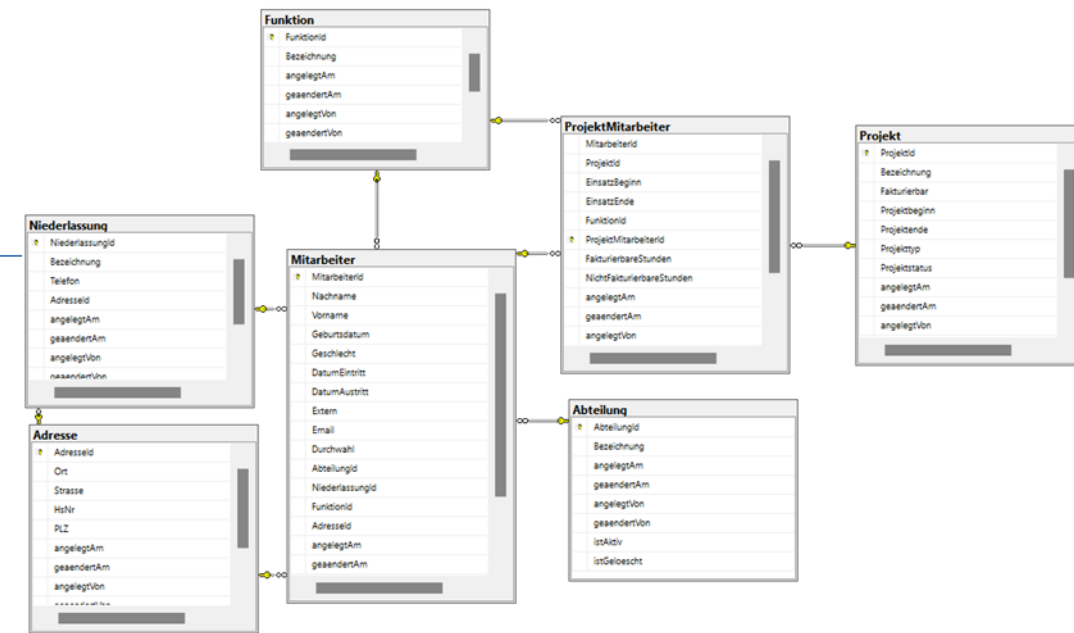 Funktion
FunktionId
Bezeichnung
angelegtAm
geaendertAm
angelegtVon
geaendertVon
ProjektMitarbeiter
MitarbeiterId
ProjektId
EinsatzBeginn
EinsatzEnde
FunktionId
ProjektMitarbeiterId
FakturierbareStunden
NichtFakturierbareStunden
angelegtAm
geaendertAm
angelegtVon
Projekt
ProjektId
Bezeichnung
Fakturierbar
Projektbeginn
Projektende
Projekttyp
Projektstatus
angelegtAm
geaendertAm
angelegtVon
Niederlassung
NiederlassungId
Bezeichnung
Telefon
AdresseId
angelegtAm
geaendertAm
angelegtVon
geaendertVon
Mitarbeiter
MitarbeiterId
Nachname
Vorname
Geburtsdatum
Geschlecht
DatumEintritt
DatumAustritt
Extern
Email
Durchwahl
AbteilungId
NiederlassungId
FunktionId
AdresseId
angelegtAm
geaendertAm
Abteilung
AbteilungId
Bezeichnung
angelegtAm
geaendertAm
angelegtVon
geaendertVon
istAktiv
istGeloescht
Adresse
AdresseId
Ort
Strasse
HsNr
PLZ
angelegtAm
geaendertAm
angelegtVon